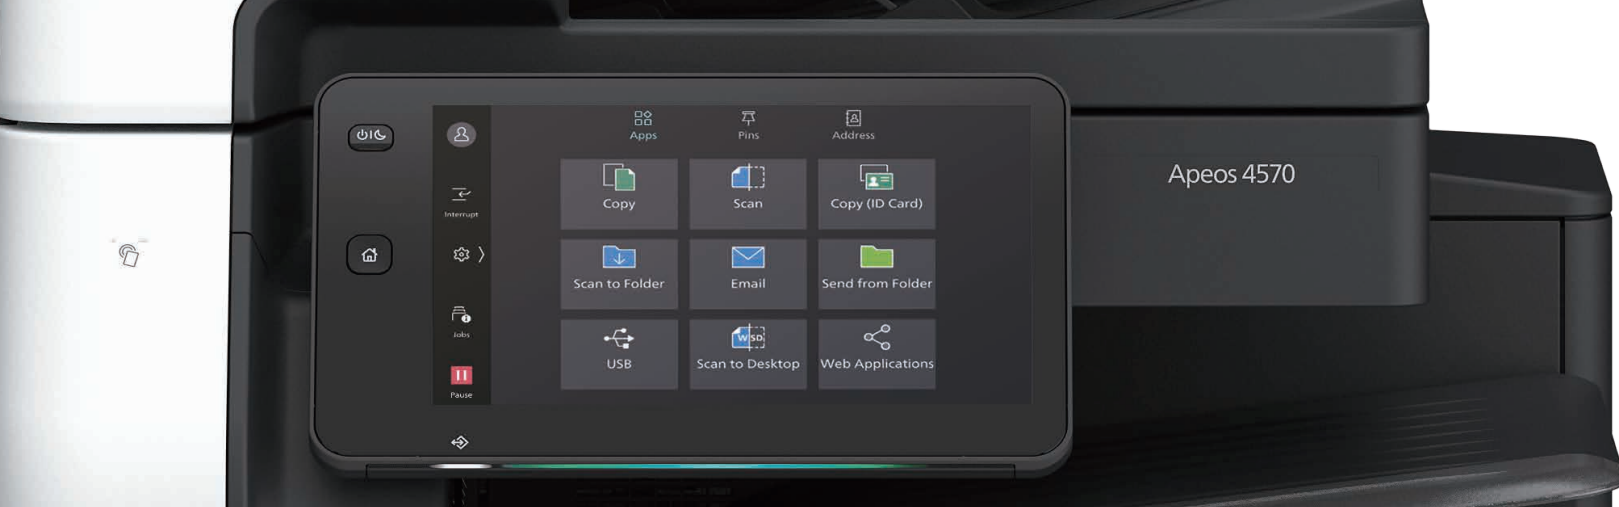 Apps
Pins
Address
Copy
Scan
Copy (ID Card)
Interrupt
Scan to Folder
Email
Send from Folder
Jobs
WSD
USB
Scan to Desktop
Web Applications
Pause
Apeos 4570